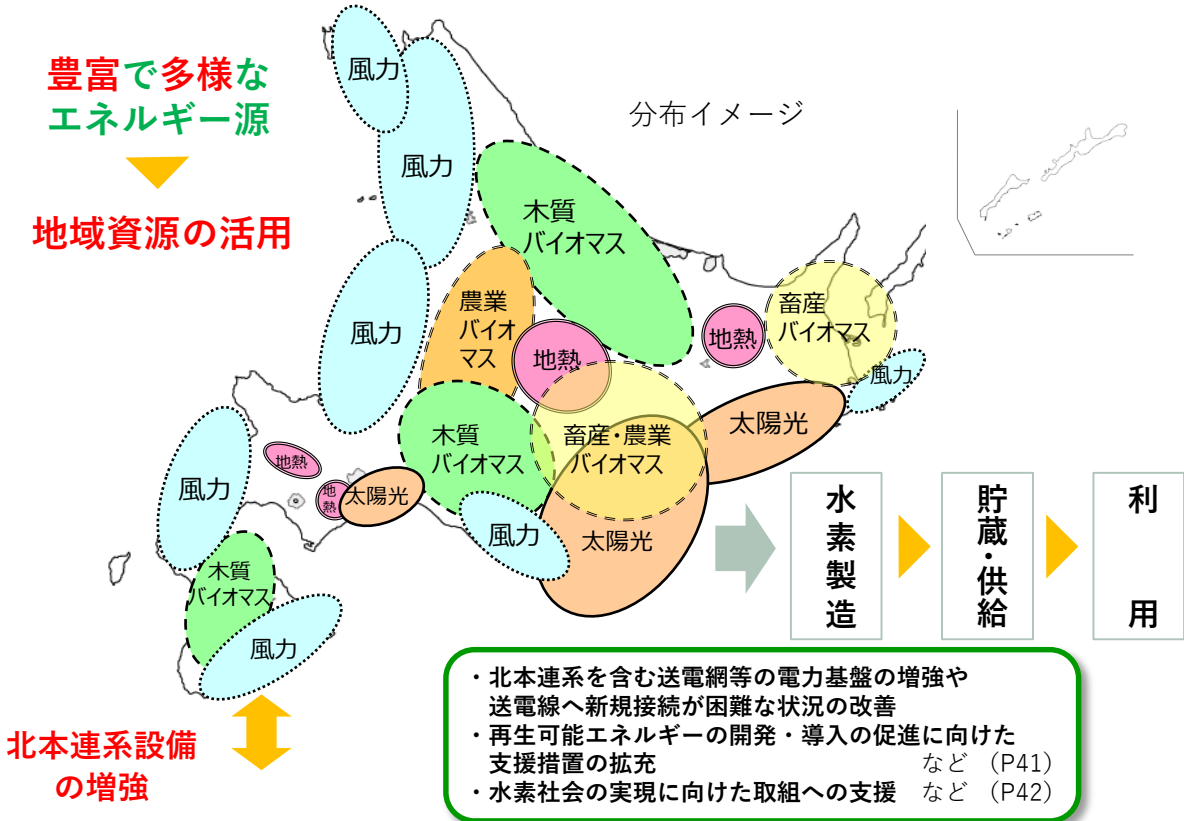 豊富で多様な
エネルギー源
地域資源の活用
分布イメージ
風力
風力
木質
バイオマス
農業
バイオ
マス
風力
地熱
地熱
畜産
バイオマス
風力
太陽光
木質
バイオマス
畜産・農業
バイオマス
地熱
地
熱
太陽光
風力
風力
太陽光
木質
バイオマス
風力
水素製造
貯蔵・供給
利用
北本連系設備
の増強
・北本連系を含む送電網等の電力基盤の増強や
送電線へ新規接続が困難な状況の改善
・再生可能エネルギーの開発・導入の促進に向けた
支援措置の拡充 など (P41)
・水素社会の実現に向けた取組への支援 など (P42)